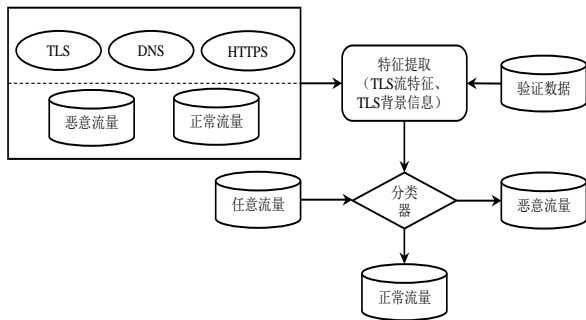 TLS
DNS
HTTPS
恶意流量
正常流量
特征提取
（TLS流特征、
TLS背景信息）
验证数据
任意流量
分类
器
恶意流量
正常流量